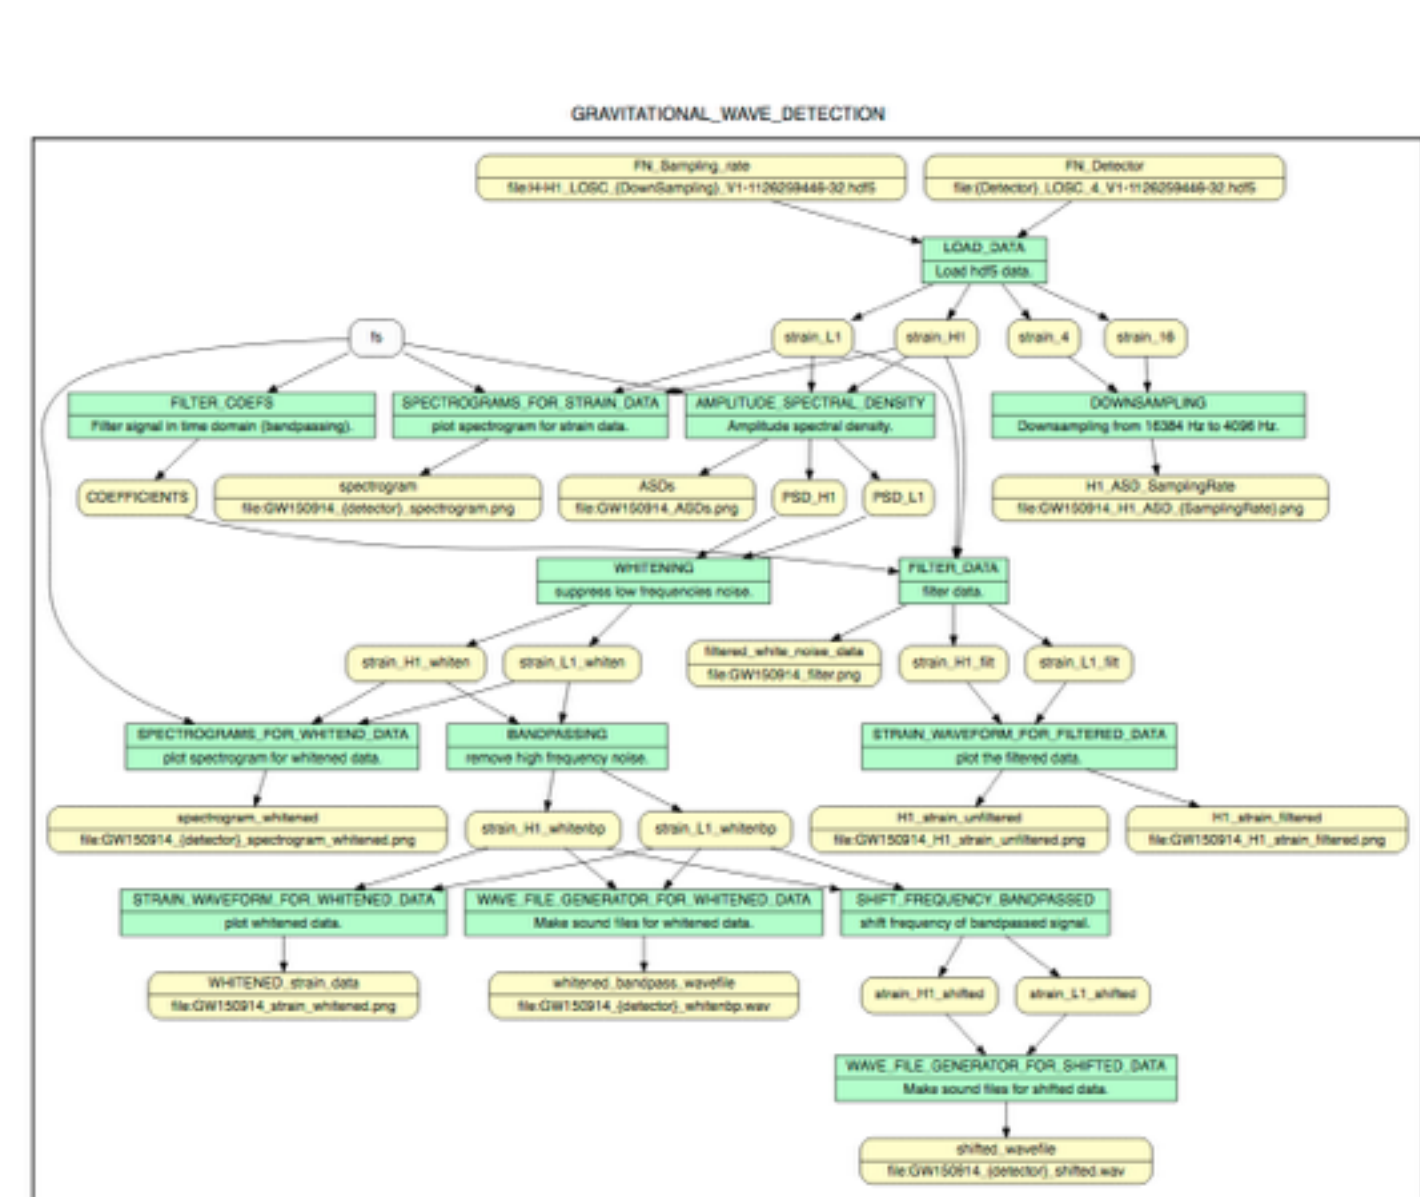 GRAVITATIONAL_WAVE_DETECTION
FN_Sampling_rate
file:H-H1_LOSC_{DownSampling}_V1-1126259446-32.hdf5
FN_Detector
file:{Detector}_LOSC_4_V1-1126259446-32.hdf5
LOAD_DATA
Load hdf5 data.
fs
strain_L1
strain_H1
strain_4
strain_16
FILTER_COEFS
Filter signal in time domain (bandpassing).
SPECTROGRAMS_FOR_STRAIN_DATA
plot spectrogram for strain data.
AMPLITUDE_SPECTRAL_DENSITY
Amplitude spectral density.
DOWNSAMPLING
Downsampling from 16384 Hz to 4096 Hz.
COEFFICIENTS
spectrogram
file:GW150914_{detector}_spectrogram.png
ASDs
file:GW150914_ASDs.png
PSD_H1
PSD_L1
H1_ASD_SamplingRate
file:GW150914_H1_ASD_{SamplingRate}.png
WHITENING
suppress low frequencies noise.
FILTER_DATA
filter data.
strain_H1_whiten
strain_L1_whiten
filtered_white_noise_data
file:GW150914_filter.png
strain_H1_filt
strain_L1_filt
SPECTROGRAMS_FOR_WHITEND_DATA
plot spectrogram for whitened data.
BANDPASSING
remove high frequency noise.
STRAIN_WAVEFORM_FOR_FILTERED_DATA
plot the filtered data.
spectrogram_whitened
file:GW150914_{detector}_spectrogram_whitened.png
strain_H1_whitenbp
strain_L1_whitenbp
H1_strain_unfiltered
file:GW150914_H1_strain_unfiltered.png
H1_strain_filtered
file:GW150914_H1_strain_filtered.png
STRAIN_WAVEFORM_FOR_WHITENED_DATA
plot whitened data.
WAVE_FILE_GENERATOR_FOR_WHITENED_DATA
Make sound files for whitened data.
SHIFT_FREQUENCY_BANDPASSED
shift frequency of bandpassed signal.
WHITENED_strain_data
file:GW150914_strain_whitened.png
whitened_bandpass_wavefile
file:GW150914_{detector}_whitenbp.wav
strain_H1_shifted
strain_L1_shifted
WAVE_FILE_GENERATOR_FOR_SHIFTED_DATA
Make sound files for shifted data.
shifted_wavefile
file:GW150914_{detector}_shifted.wav